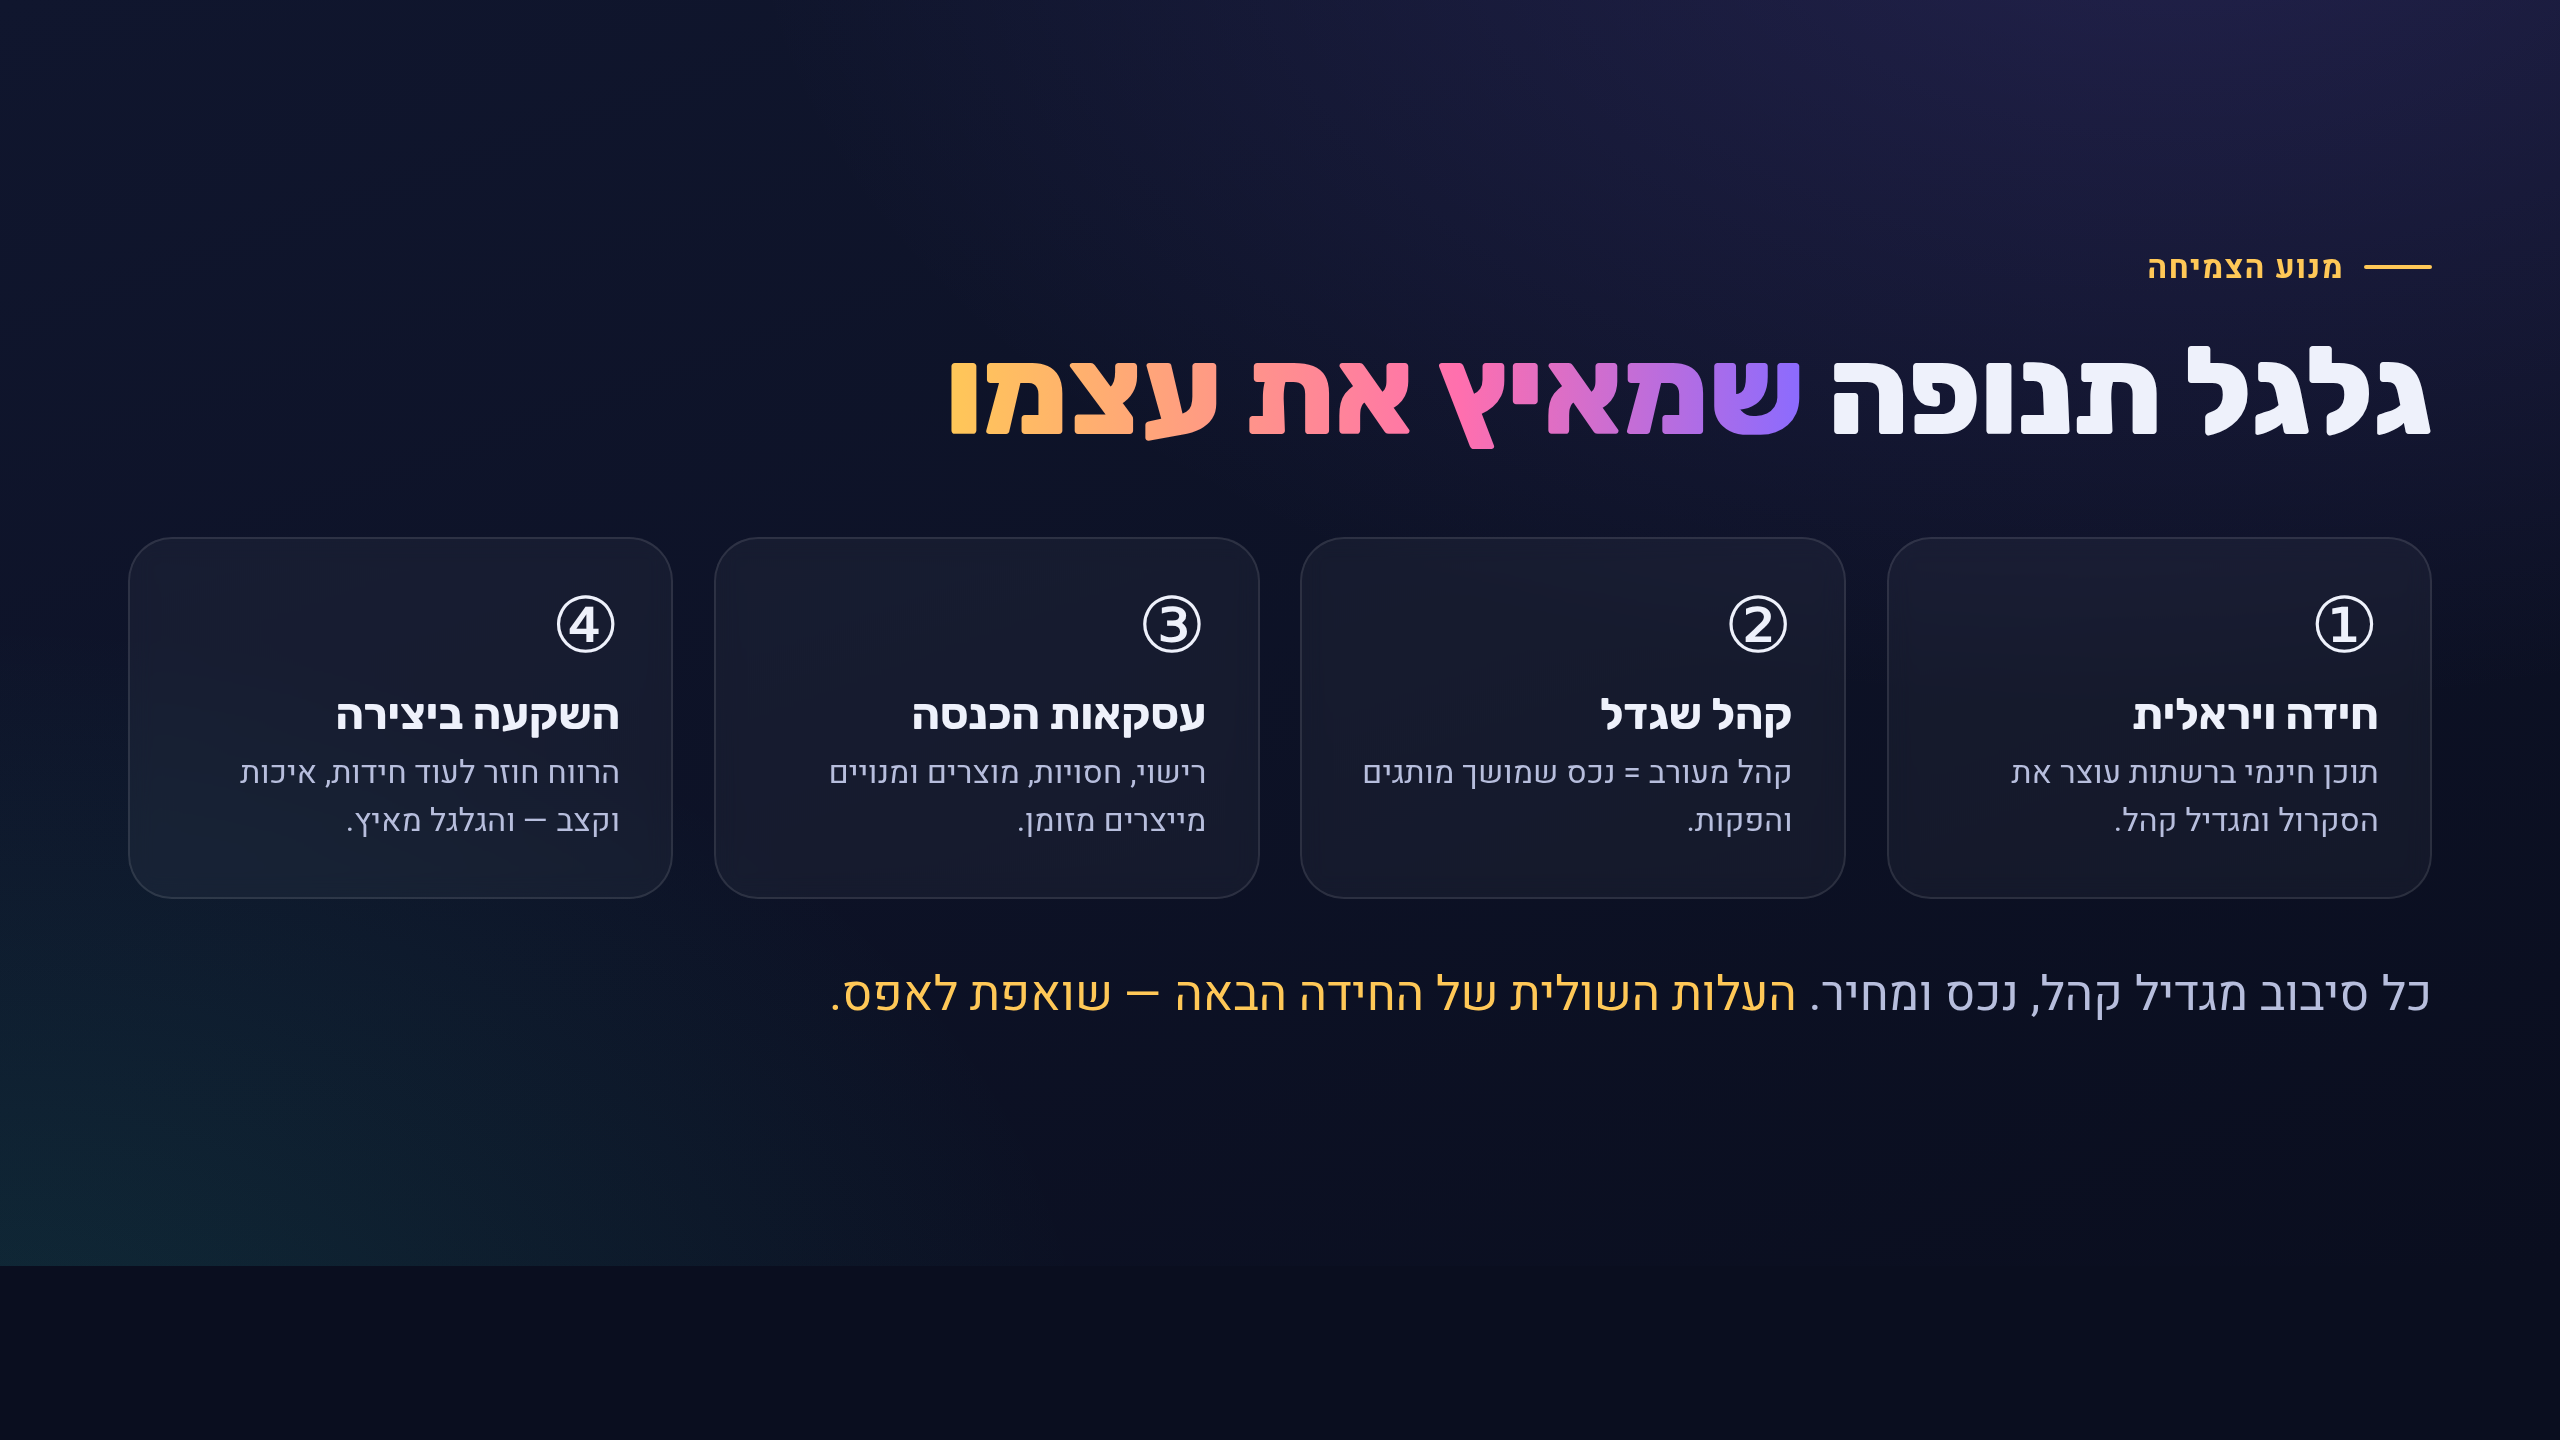 מנוע הצמיחה
גלגל תנופה שמאיץ את עצמו
①
חידה ויראלית
תוכן חינמי ברשתות עוצר את
הסקרול ומגדיל קהל.
②
קהל שגדל
קהל מעורב = נכס שמושך מותגים
והפקות.
③
עסקאות הכנסה
רישוי, חסויות, מוצרים ומנויים
מייצרים מזומן.
④
השקעה ביצירה
הרווח חוזר לעוד חידות, איכות
וקצב — והגלגל מאיץ.
כל סיבוב מגדיל קהל, נכס ומחיר. העלות השולית של החידה הבאה — שואפת לאפס.